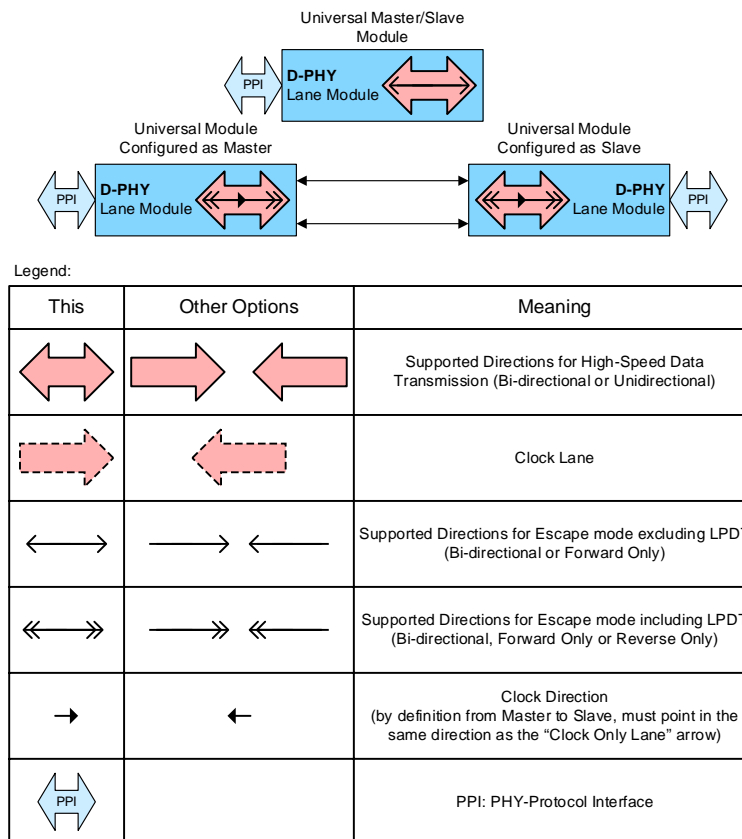 Universal Master/Slave
Module
PPI
D-PHY
Lane Module
Universal Module
Configured as Master
Universal Module
Configured as Slave
PPI
D-PHY
Lane Module
D-PHY
Lane Module
PPI
Legend:
This
Other Options
Meaning
Supported Directions for High-Speed Data
Transmission (Bi-directional or Unidirectional)
Clock Lane
Supported Directions for Escape mode excluding LPDT
(Bi-directional or Forward Only)
Supported Directions for Escape mode including LPDT
(Bi-directional, Forward Only or Reverse Only)
Clock Direction
(by definition from Master to Slave, must point in the
same direction as the “Clock Only Lane” arrow)
PPI
PPI: PHY-Protocol Interface